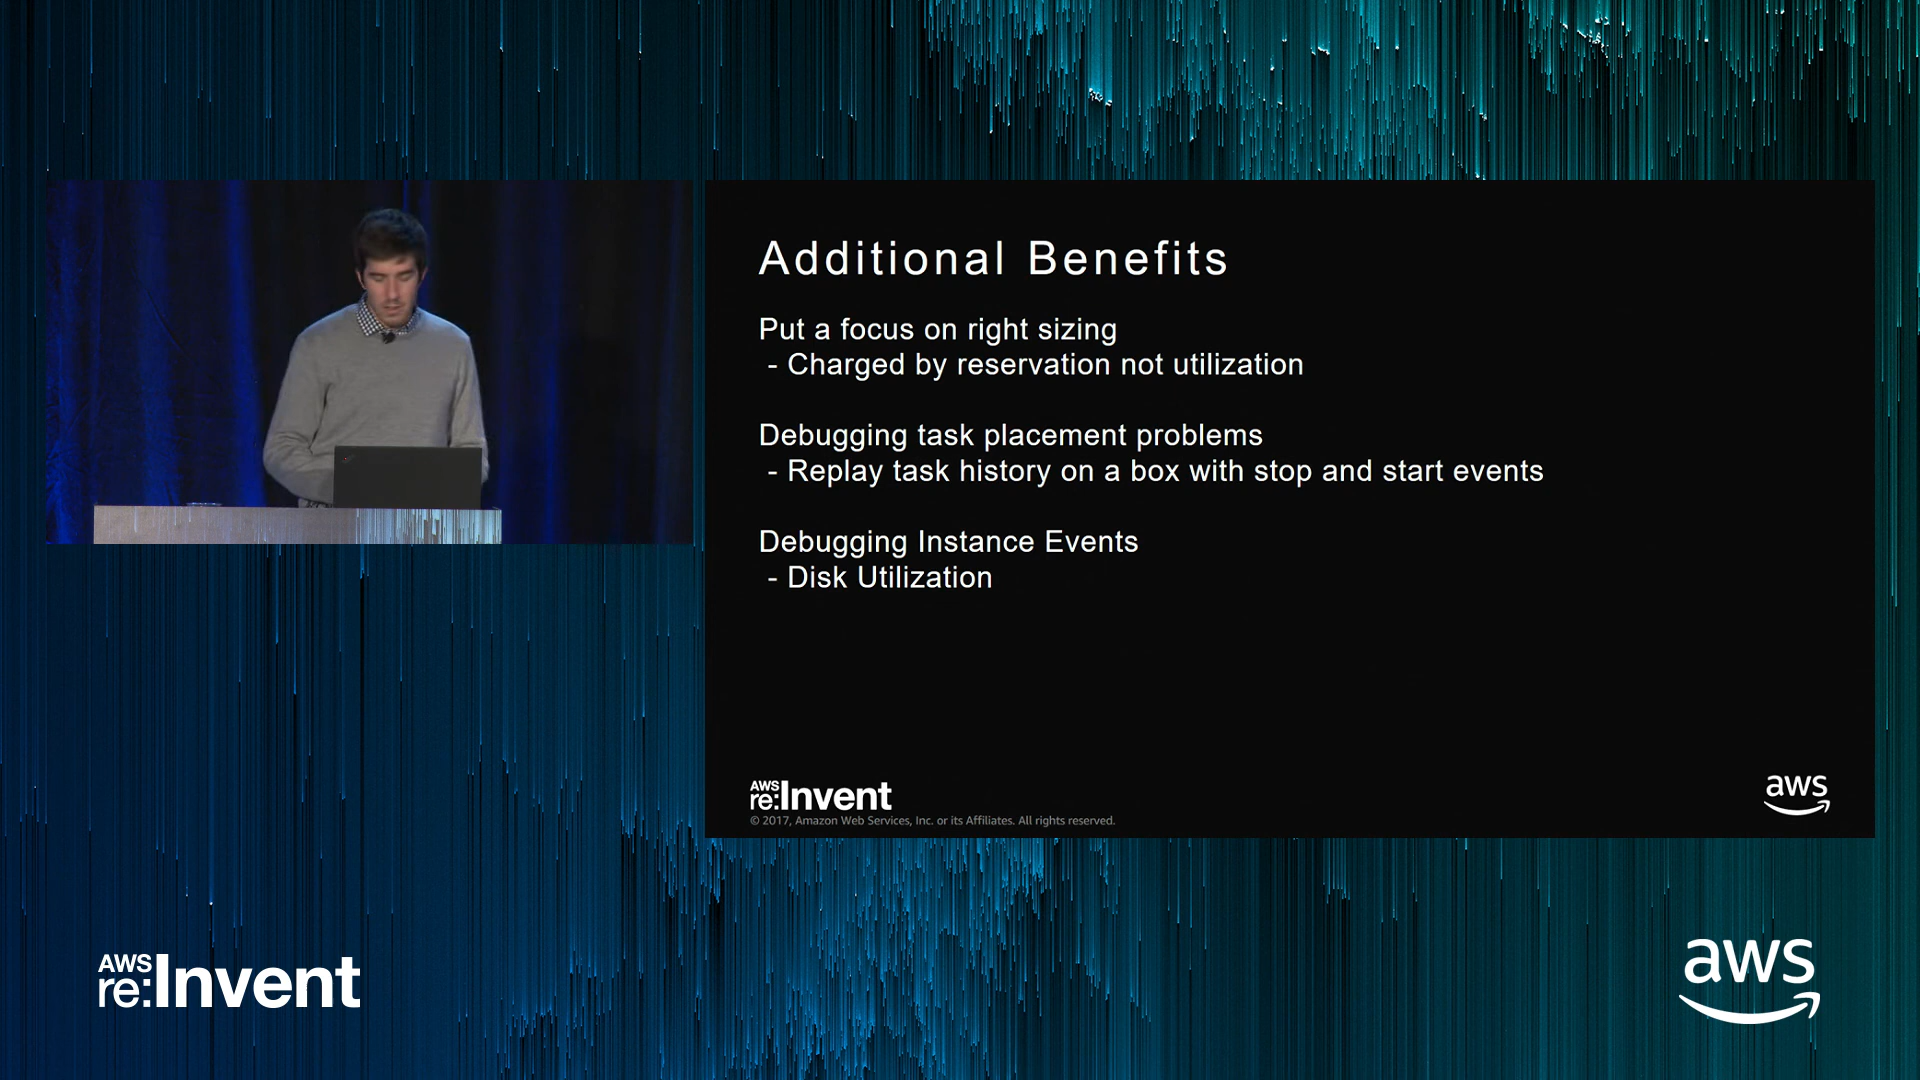 Additional Benefits
Put a focus on right sizing
- Charged by reservation not utilization
Debugging task placement problems
- Replay task history on a box with stop and start events
Debugging Instance Events
- Disk Utilization
AWS
re:Invent
© 2017, Amazon Web Services, Inc. or its Affiliates. All rights reserved.
aws
AWS
re:Invent
aws